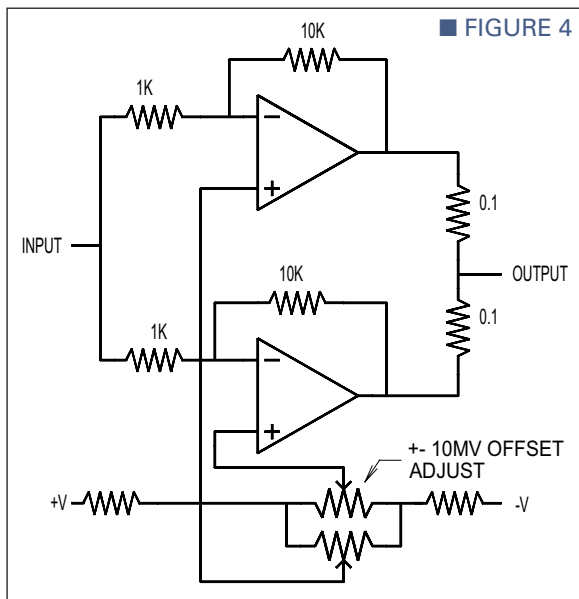 ■ FIGURE 4
10K
1K
−
+
0.1
INPUT
OUTPUT
10K
1K
0.1
−
+
+- 10MV OFFSET
ADJUST
+V
-V